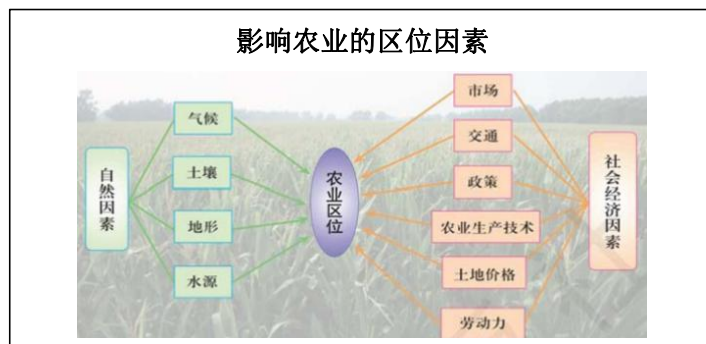 影响农业的区位因素
自然因素
气候
土壤
地形
水源
农业区位
市场
交通
政策
农业生产技术
土地价格
劳动力
社会经济因素